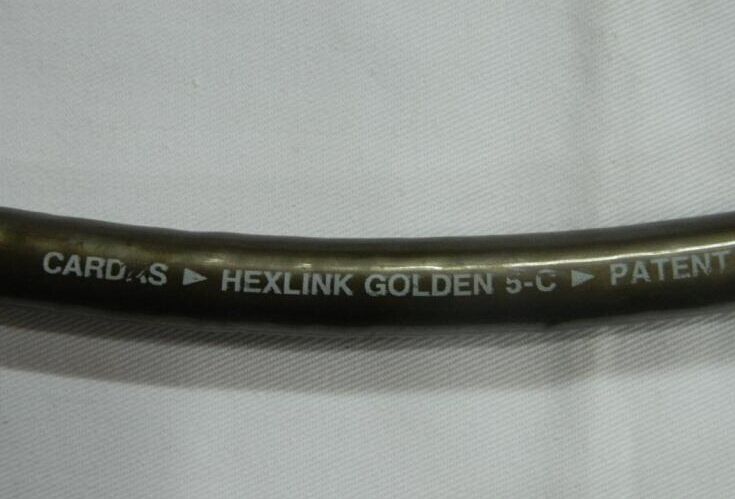 CARDAS ► HEXLINK GOLDEN 5-C ► PATENT